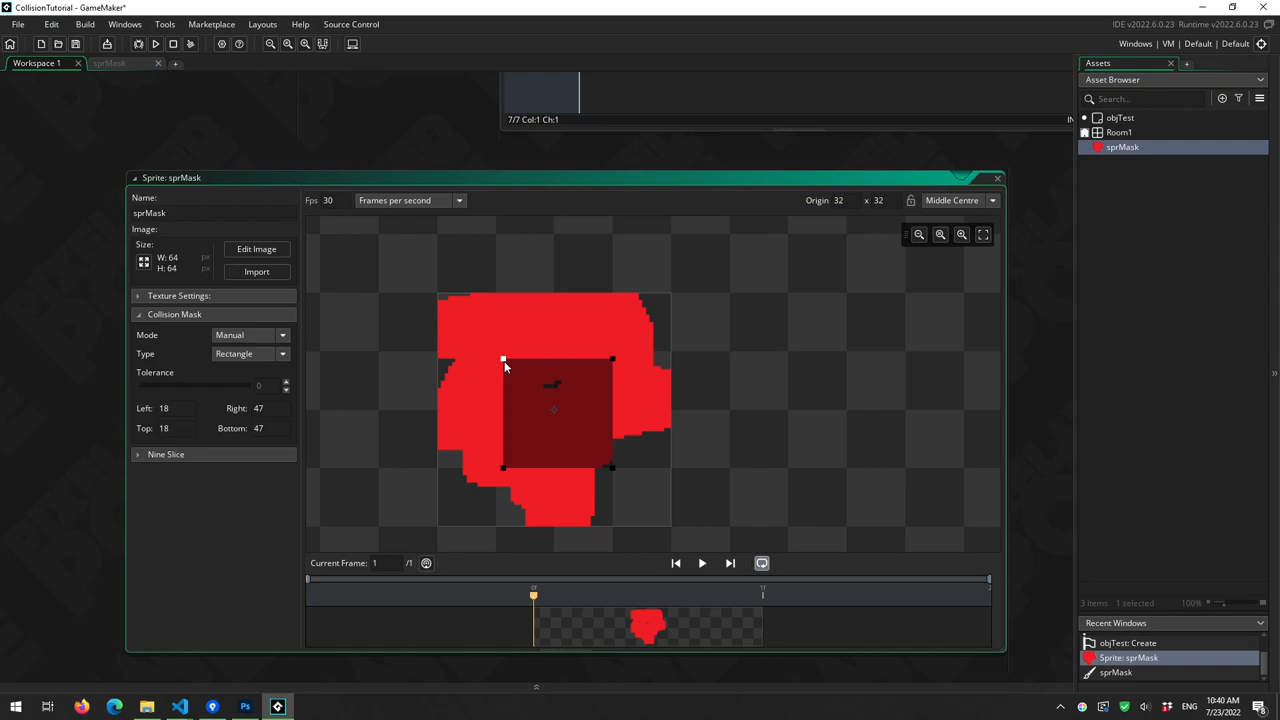 CollisionTutorial - GameMaker*
File Edit Build Windows Tools Marketplace Layouts Help Source Control
IDE v2022.6.0.23 Runtime v2022.6.0.23
Windows | VM | Default | Default
Workspace 1
sprMask
Assets
Asset Browser
Search...
objTest
Room1
sprMask
7/7 Col:1 Ch:1
IN
Sprite: sprMask
Name:
sprMask
Image:
Size:
W: 64 px
H: 64 px
Edit Image
Import
Texture Settings:
Collision Mask
Mode Manual
Type Rectangle
Tolerance
0
Left: 18 Right: 47
Top: 18 Bottom: 47
Nine Slice
Fps 30 Frames per second
Origin 32 x 32 Middle Centre
Current Frame: 1 /1
0f 1f 2
3 items 1 selected 100%
Recent Windows
objTest: Create
Sprite: sprMask
sprMask
ENG
10:40 AM
7/23/2022
8